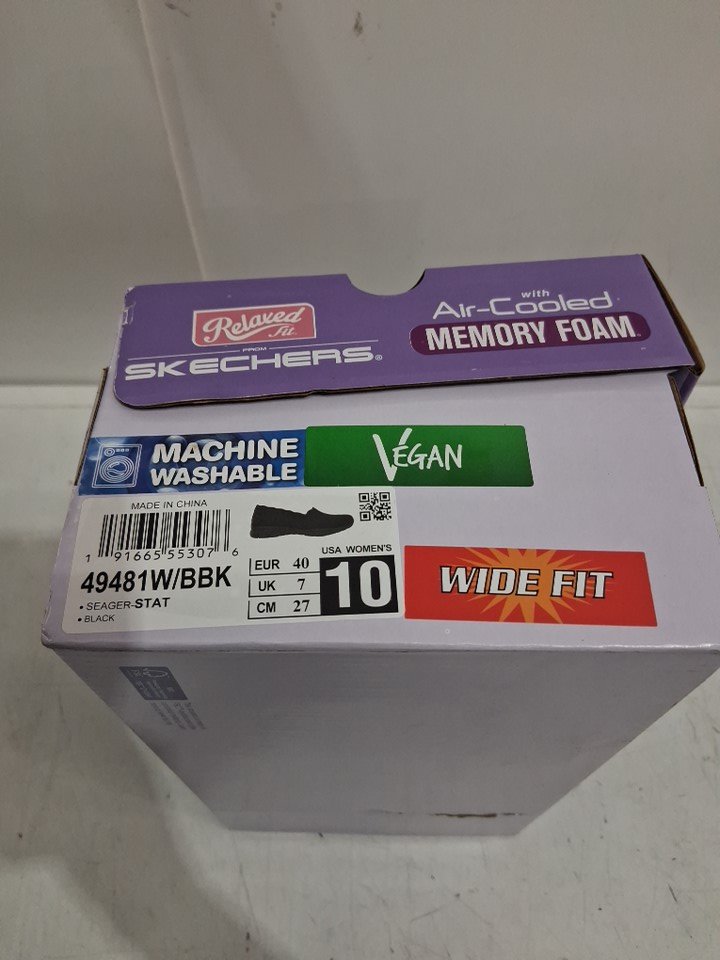 Relaxed
Fit.
FROM
SKECHERS®
with
Air-Cooled
MEMORY FOAM
MACHINE
WASHABLE
VEGAN
MADE IN CHINA
1 91665 55307 6
49481W/BBK
• SEAGER-STAT
• BLACK
EUR 40
UK 7
CM 27
USA WOMEN'S
10
WIDE FIT